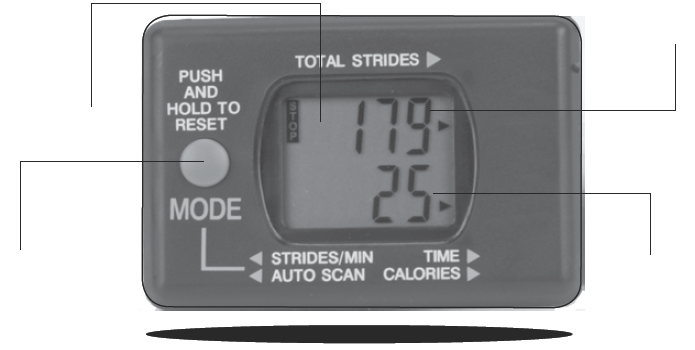 TOTAL STRIDES
PUSH
AND
HOLD TO
RESET
STOP
179
25
MODE
STRIDES/MIN
TIME
AUTO SCAN
CALORIES